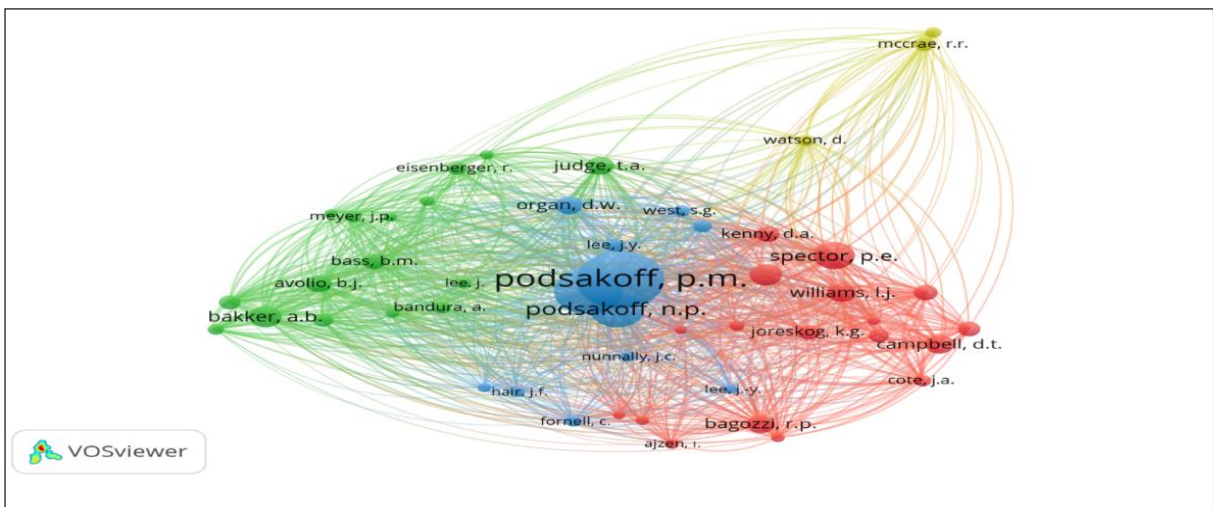 mccrae, r.r.
watson, d.
eisenberger, r.
judge, t.a.
organ, d.w.
west, s.g.
meyer, j.p.
kenny, d.a.
lee, j.y.
spector, p.e.
bass, b.m.
podsakoff, p.m.
avolio, b.j.
lee, j.
williams, l.j.
bandura, a.
podsakoff, n.p.
bakker, a.b.
joreskog, k.g.
campbell, d.t.
nunnally, j.c.
cote, j.a.
hair, j.f.
lee, j.-y.
fornell, c.
bagozzi, r.p.
ajzen, i.
VOSviewer